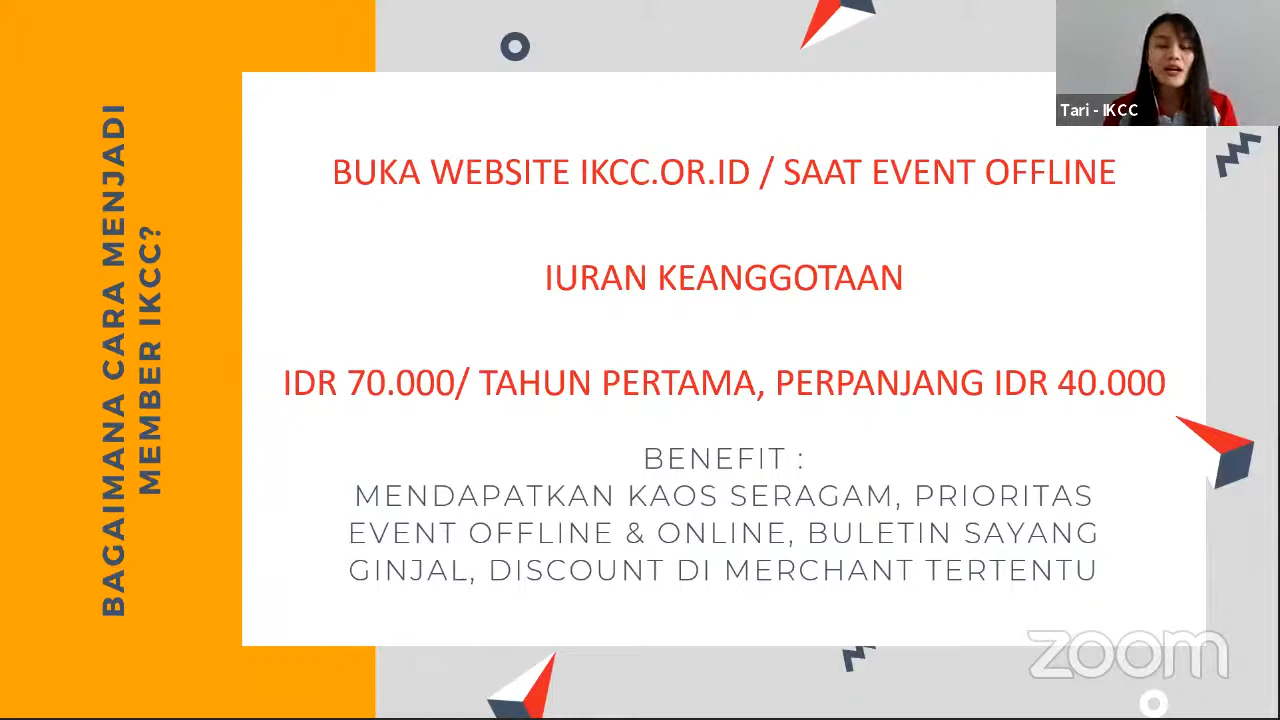 BAGAIMANA CARA MENJADI
MEMBER IKCC?
BUKA WEBSITE IKCC.OR.ID / SAAT EVENT OFFLINE
IURAN KEANGGOTAAN
IDR 70.000/ TAHUN PERTAMA, PERPANJANG IDR 40.000
BENEFIT :
MENDAPATKAN KAOS SERAGAM, PRIORITAS
EVENT OFFLINE & ONLINE, BULETIN SAYANG
GINJAL, DISCOUNT DI MERCHANT TERTENTU
Tari - IKCC
zoom